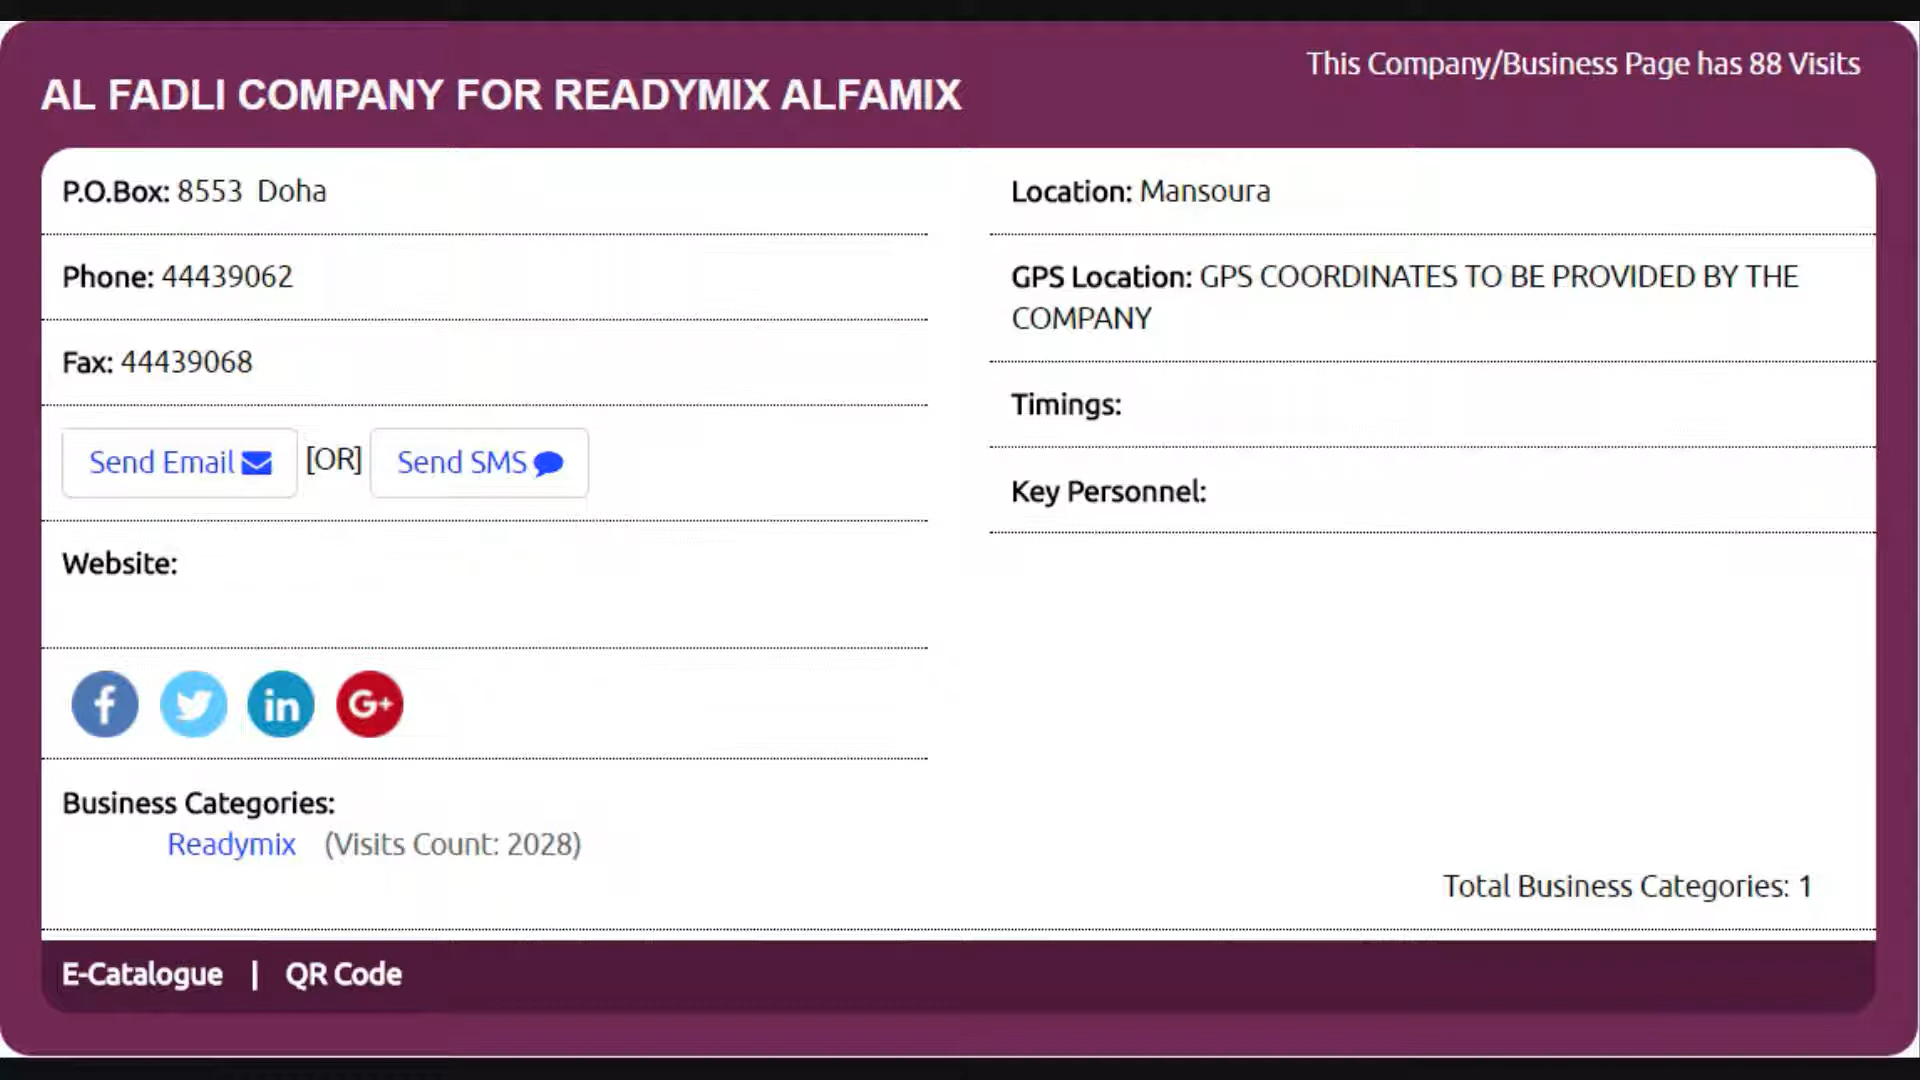 This Company/Business Page has 88 Visits
AL FADLI COMPANY FOR READYMIX ALFAMIX
P.O.Box: 8553 Doha
Phone: 44439062
Fax: 44439068
Send Email [OR] Send SMS
Website:
f in G+
Business Categories:
Readymix (Visits Count: 2028)
Location: Mansoura
GPS Location: GPS COORDINATES TO BE PROVIDED BY THE
COMPANY
Timings:
Key Personnel:
Total Business Categories: 1
E-Catalogue | QR Code